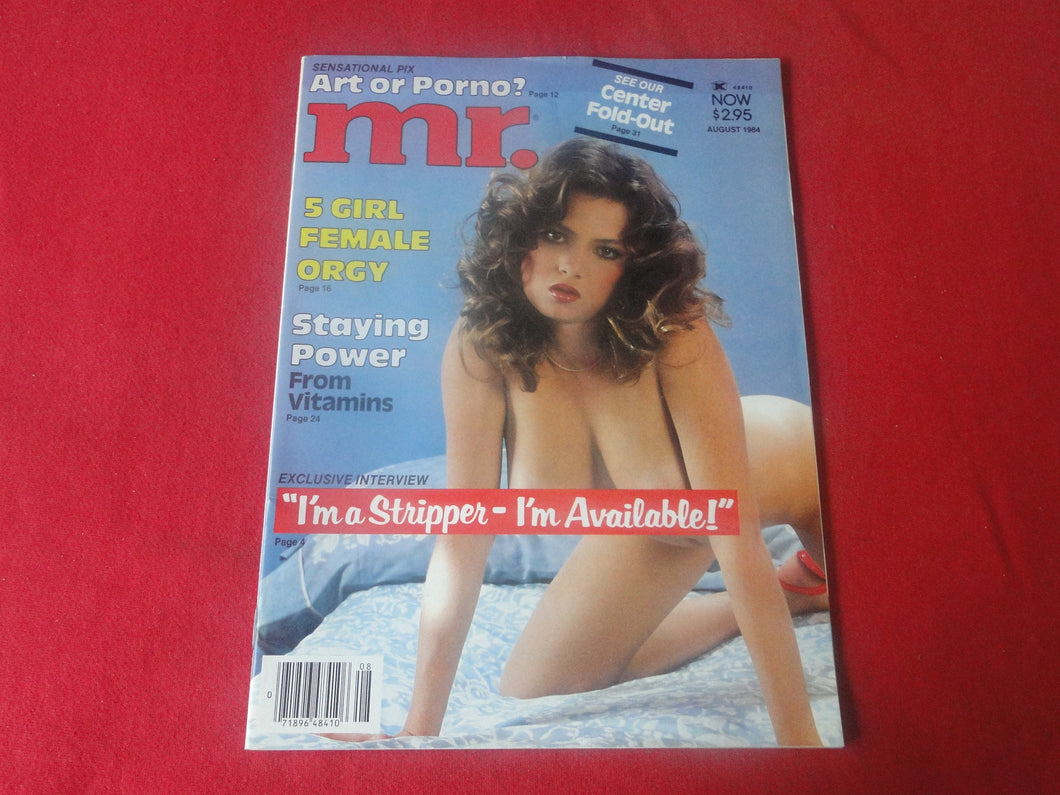 SENSATIONAL PIX
Art or Porno? Page 12
mr.®
SEE OUR
Center
Fold-Out
Page 31
48410
NOW
$2.95
AUGUST 1984
5 GIRL
FEMALE
ORGY
Page 16
Staying
Power
From
Vitamins
Page 24
EXCLUSIVE INTERVIEW
"I'm a Stripper - I'm Available!"
Page 4
08
0
71896 48410